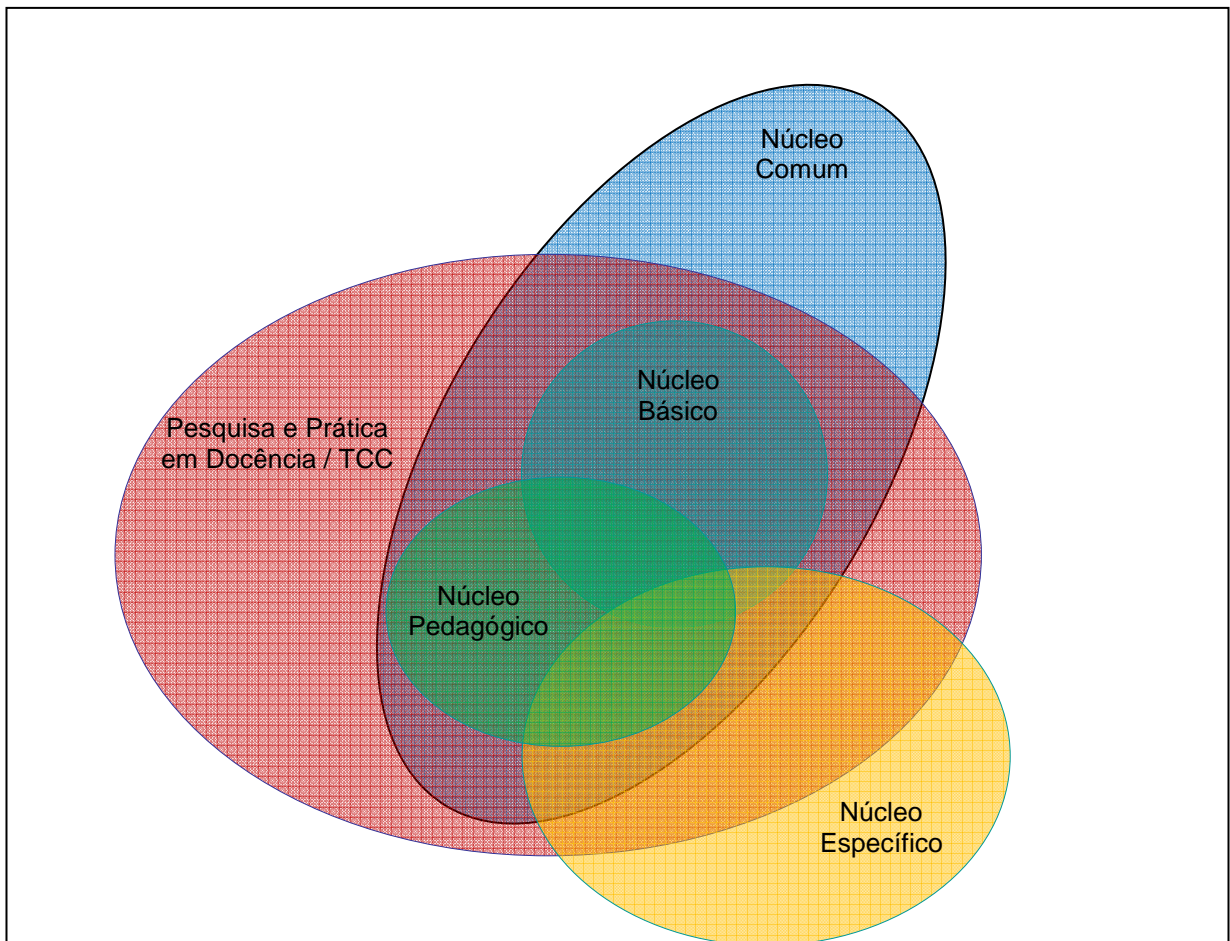 Núcleo
Comum
Núcleo
Básico
Pesquisa e Prática
em Docência / TCC
Núcleo
Pedagógico
Núcleo
Específico